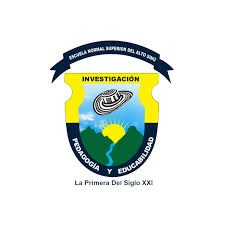 ESCUELA NORMAL SUPERIOR DEL ALTO SINÚ
INVESTIGACIÓN
PEDAGOGÍA Y EDUCABILIDAD
La Primera Del Siglo XXI